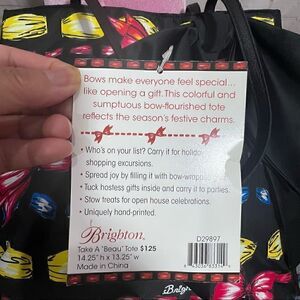 Bows make everyone feel special...
like opening a gift. This colorful and
sumptuous bow-flourished tote
reflects the season's festive charms.
• Who's on your list? Carry it for holiday
shopping excursions.
• Spread joy by filling it with bow-wrapped
• Tuck hostess gifts inside and carry it to parties.
• Stow treats for open house celebrations.
• Uniquely hand-printed.
Brighton
Take A "Beau" Tote $125
14.25" h x 13.25" w
Made in China
D29897